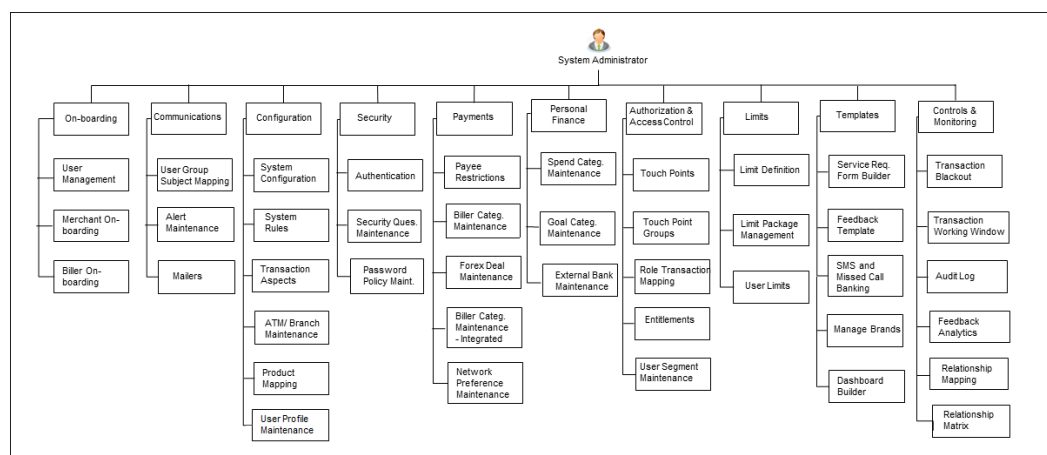 System Administrator
On-boarding
User
Management
Merchant On-
boarding
Biller On-
boarding
Communications
User Group
Subject Mapping
Alert
Maintenance
Mailers
Configuration
System
Configuration
System
Rules
Transaction
Aspects
ATM/ Branch
Maintenance
Product
Mapping
User Profile
Maintenance
Security
Authentication
Security Ques.
Maintenance
Password
Policy Maint.
Payments
Payee
Restrictions
Biller Categ.
Maintenance
Forex Deal
Maintenance
Biller Categ.
Maintenance
- Integrated
Network
Preference
Maintenance
Personal
Finance
Spend Categ.
Maintenance
Goal Categ.
Maintenance
External Bank
Maintenance
Authorization &
Access Control
Touch Points
Touch Point
Groups
Role Transaction
Mapping
Entitlements
User Segment
Maintenance
Limits
Limit Definition
Limit Package
Management
User Limits
Templates
Service Req.
Form Builder
Feedback
Template
SMS and
Missed Call
Banking
Manage Brands
Dashboard
Builder
Controls &
Monitoring
Transaction
Blackout
Transaction
Working Window
Audit Log
Feedback
Analytics
Relationship
Mapping
Relationship
Matrix